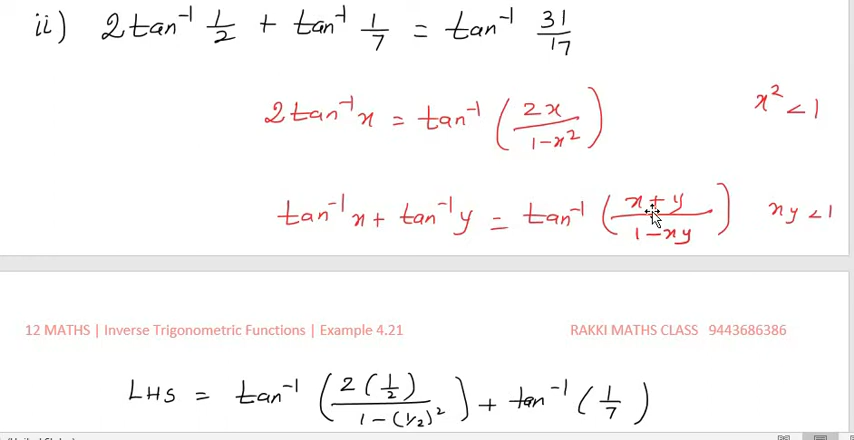 ii) 2tan⁻¹ 1/2 + tan⁻¹ 1/7 = tan⁻¹ 31/17
2tan⁻¹x = tan⁻¹ (2x/(1-x²)) x² < 1
tan⁻¹x + tan⁻¹y = tan⁻¹ ((x+y)/(1-xy)) xy < 1
12 MATHS | Inverse Trigonometric Functions | Example 4.21 RAKKI MATHS CLASS 9443686386
LHS = tan⁻¹ (2(1/2)/(1-(1/2)²)) + tan⁻¹ (1/7)